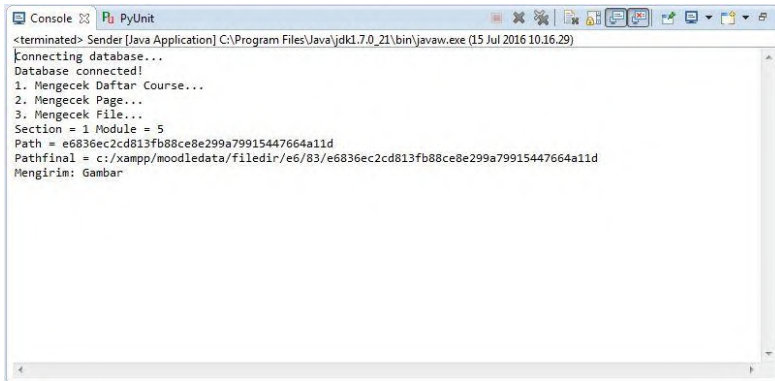 Console PyUnit
<terminated> Sender [Java Application] C:\Program Files\Java\jdk1.7.0_21\bin\javaw.exe (15 Jul 2016 10.16.29)
Connecting database...
Database connected!
1. Mengecek Daftar Course...
2. Mengecek Page...
3. Mengecek File...
Section = 1 Module = 5
Path = e6836ec2cd813fb88ce8e299a79915447664a11d
Pathfinal = c:/xampp/moodledata/filedir/e6/83/e6836ec2cd813fb88ce8e299a79915447664a11d
Mengirim: Gambar